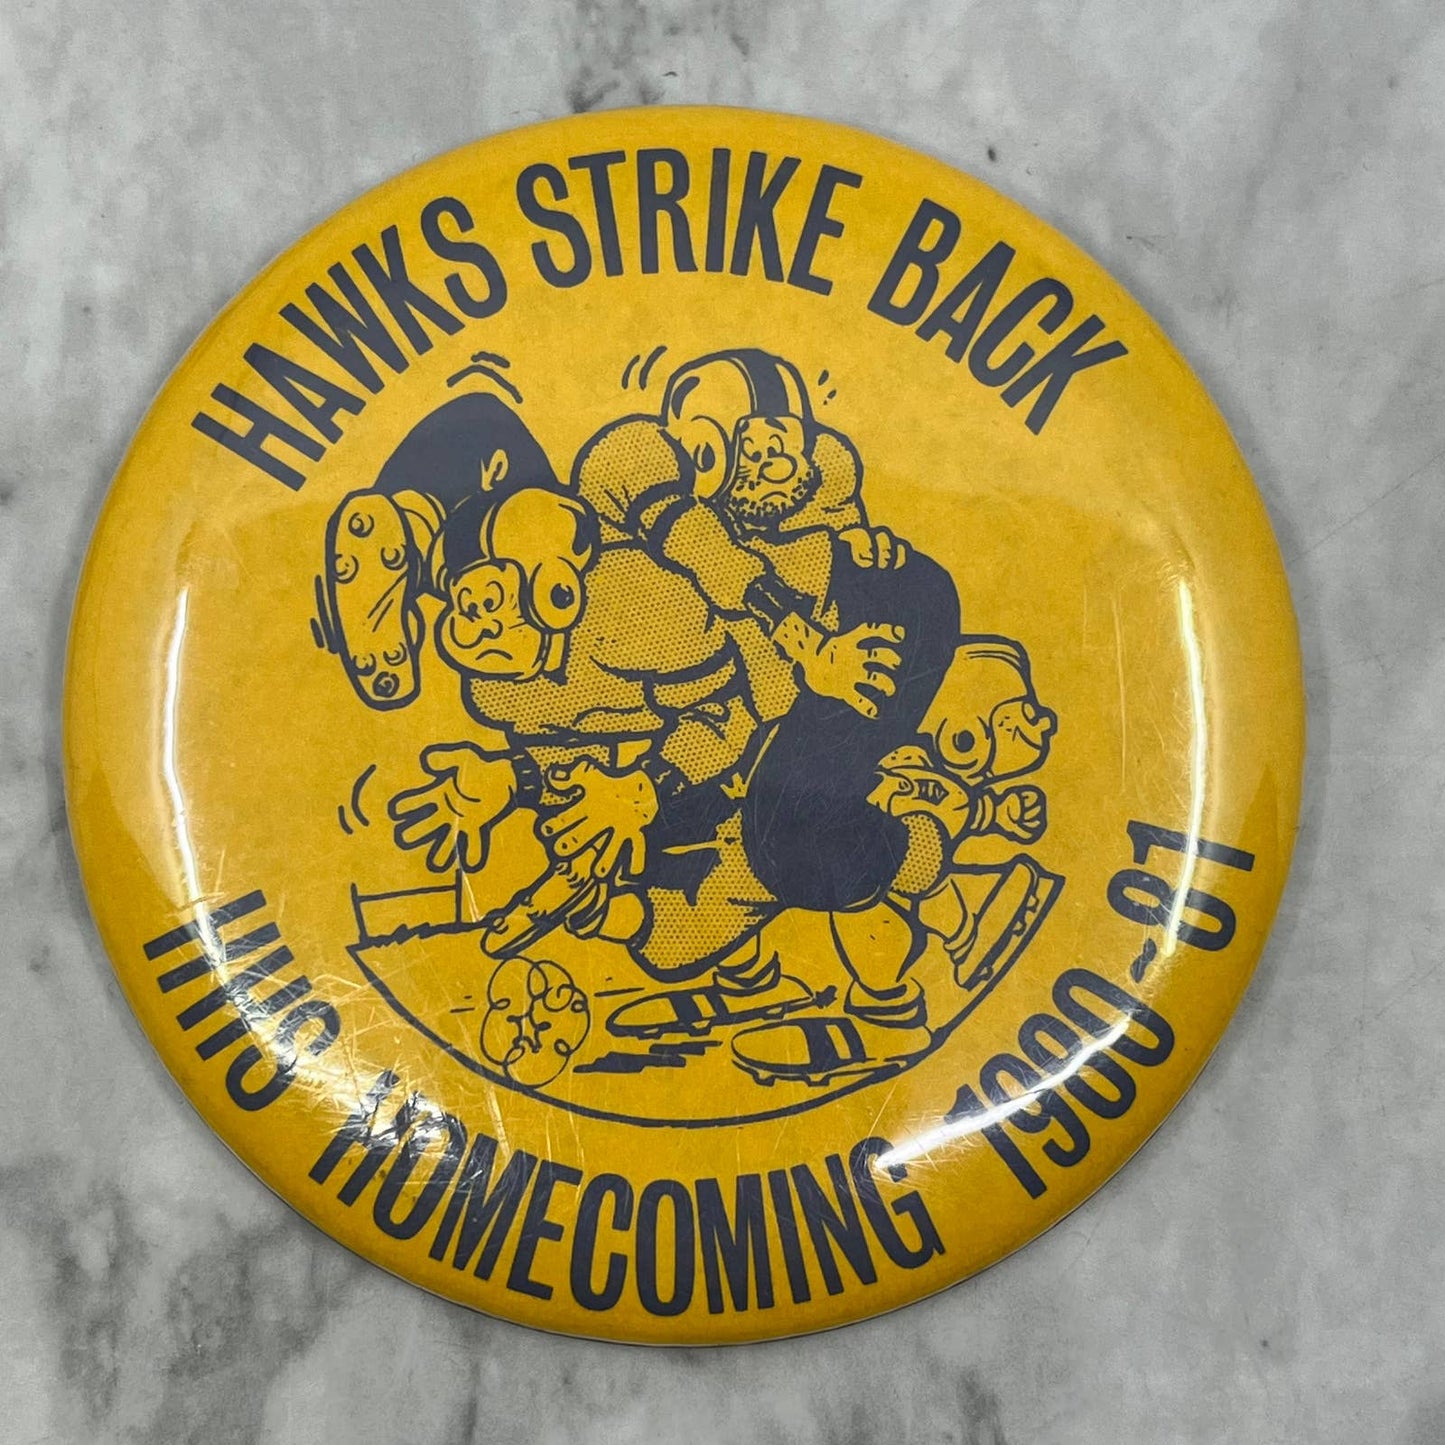 HAWKS STRIKE BACK
HHS HOMECOMING 1980-81